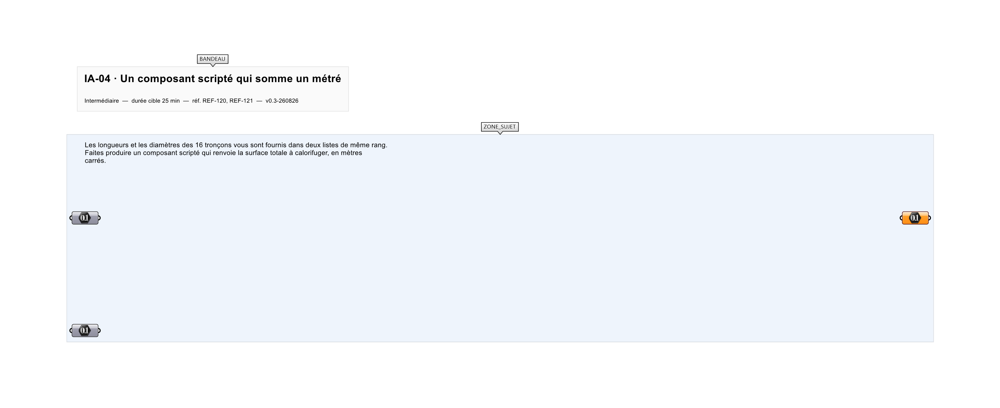 BANDEAU
IA-04 · Un composant scripté qui somme un métré
Intermédiaire — durée cible 25 min — réf. REF-120, REF-121 — v0.3-260826
ZONE_SUJET
Les longueurs et les diamètres des 16 tronçons vous sont fournis dans deux listes de même rang.
Faites produire un composant scripté qui renvoie la surface totale à calorifuger, en mètres
carrés.
0.1
0.1
0.1